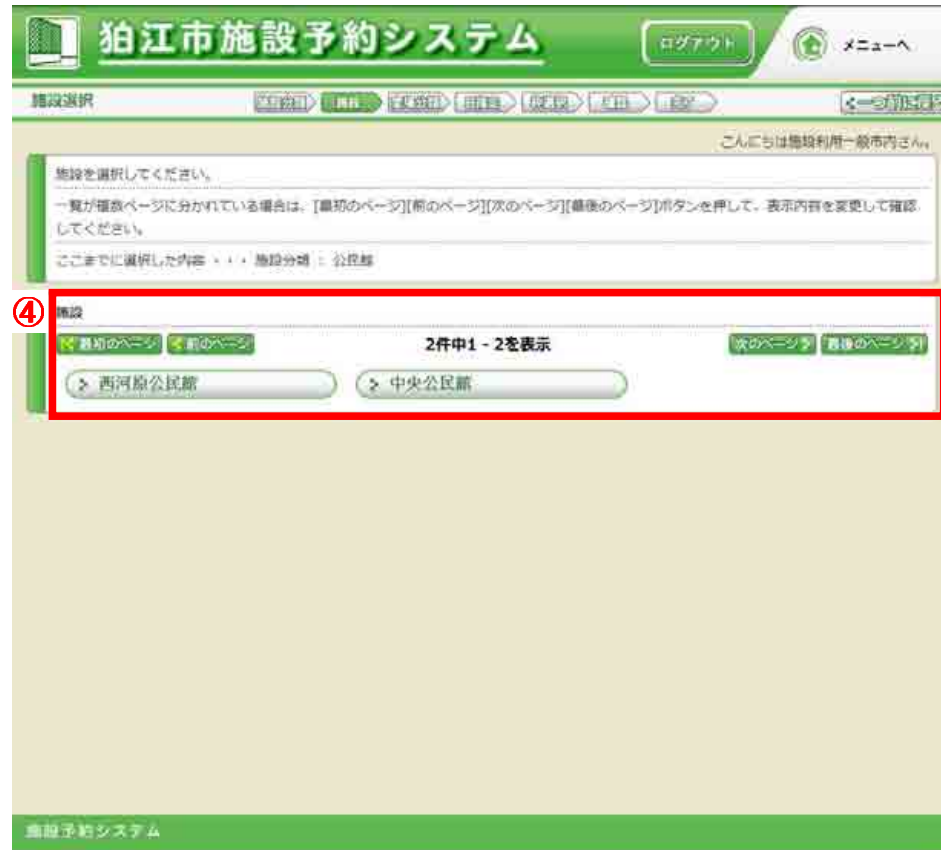 狛江市施設予約システム
ログアウト
メニューへ
施設選択
施設
こんにちは施設利用一般市内さん。
施設を選択してください。
一覧が複数ページに分かれている場合は、[最初のページ][前のページ][次のページ][最後のページ]ボタンを押して、表示内容を変更して確認
してください。
ここまでに選択した内容 ・・・ 施設分類 : 公民館
④
施設
最初のページ 前のページ 2件中1 - 2を表示 次のページ 最後のページ
西河原公民館 中央公民館
施設予約システム